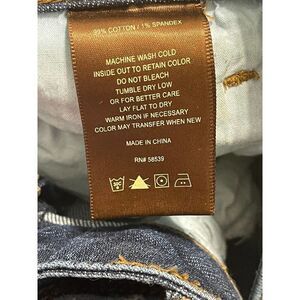 99% COTTON / 1% SPANDEX
MACHINE WASH COLD
INSIDE OUT TO RETAIN COLOR
DO NOT BLEACH
TUMBLE DRY LOW
OR FOR BETTER CARE
LAY FLAT TO DRY
WARM IRON IF NECESSARY
COLOR MAY TRANSFER WHEN NEW
MADE IN CHINA
RN# 58539